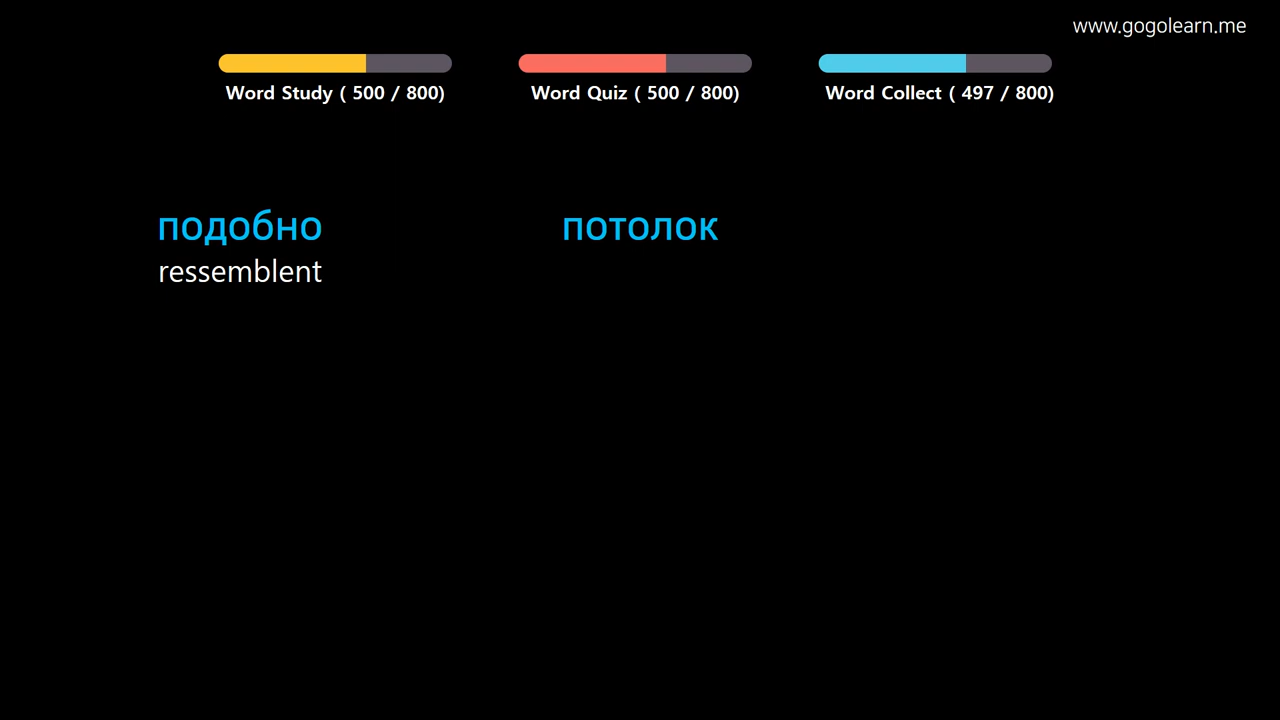 www.gogolearn.me
Word Study ( 500 / 800)
Word Quiz ( 500 / 800)
Word Collect ( 497 / 800)
подобно
ressemblent
потолок